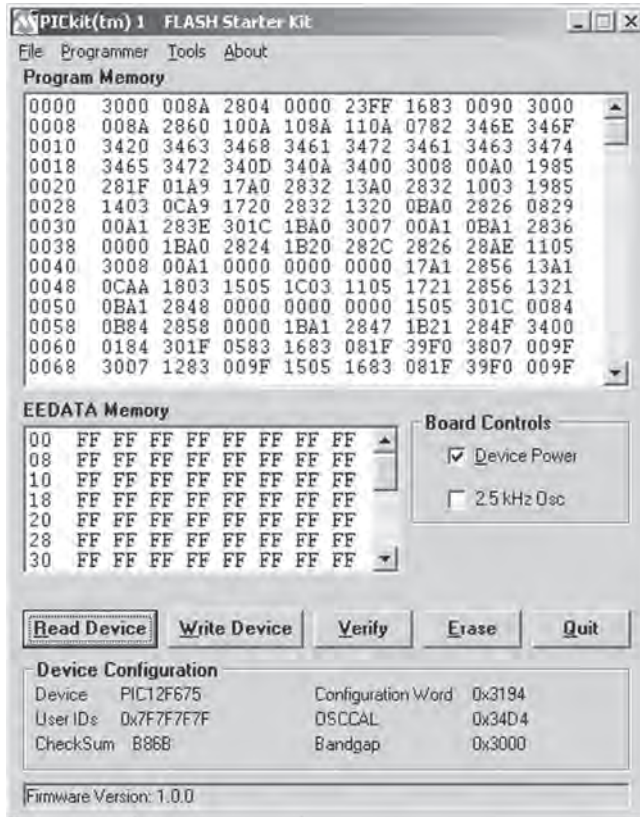 PICkit(tm) 1 FLASH Starter Kit
File Programmer Tools About
Program Memory
0000 3000 008A 2804 0000 23FF 1683 0090 3000
0008 008A 2860 100A 108A 110A 0782 346E 346F
0010 3420 3463 3468 3461 3472 3461 3463 3474
0018 3465 3472 340D 340A 3400 3008 00A0 1985
0020 281F 01A9 17A0 2832 13A0 2832 1003 1985
0028 1403 0CA9 1720 2832 1320 0BA0 2826 0829
0030 00A1 283E 301C 1BA0 3007 00A1 0BA1 2836
0038 0000 1BA0 2824 1B20 282C 2826 28AE 1105
0040 3008 00A1 0000 0000 0000 17A1 2856 13A1
0048 0CAA 1803 1505 1C03 1105 1721 2856 1321
0050 0BA1 2848 0000 0000 0000 1505 301C 0084
0058 0B84 2858 0000 1BA1 2847 1B21 284F 3400
0060 0184 301F 0583 1683 081F 39F0 3807 009F
0068 3007 1283 009F 1505 1683 081F 39F0 009F
EEDATA Memory
00 FF FF FF FF FF FF FF FF
08 FF FF FF FF FF FF FF FF
10 FF FF FF FF FF FF FF FF
18 FF FF FF FF FF FF FF FF
20 FF FF FF FF FF FF FF FF
28 FF FF FF FF FF FF FF FF
30 FF FF FF FF FF FF FF FF
Board Controls
Device Power
2.5 kHz Osc
Read Device Write Device Verify Erase Quit
Device Configuration
Device PIC12F675 Configuration Word 0x3194
User IDs 0x7F7F7F7F OSCCAL 0x34D4
CheckSum B86B Bandgap 0x3000
Firmware Version: 1.0.0